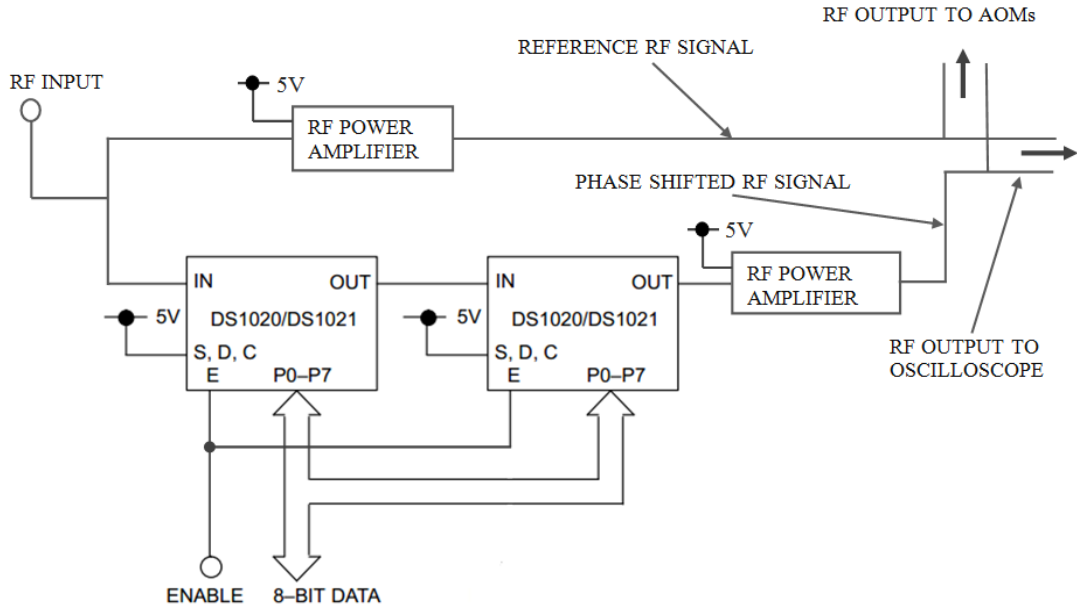 RF OUTPUT TO AOMs
REFERENCE RF SIGNAL
RF INPUT
5V
RF POWER
AMPLIFIER
PHASE SHIFTED RF SIGNAL
5V
RF POWER
AMPLIFIER
IN
OUT
5V
DS1020/DS1021
S, D, C
E
P0–P7
IN
OUT
5V
DS1020/DS1021
S, D, C
E
P0–P7
RF OUTPUT TO
OSCILLOSCOPE
ENABLE
8–BIT DATA